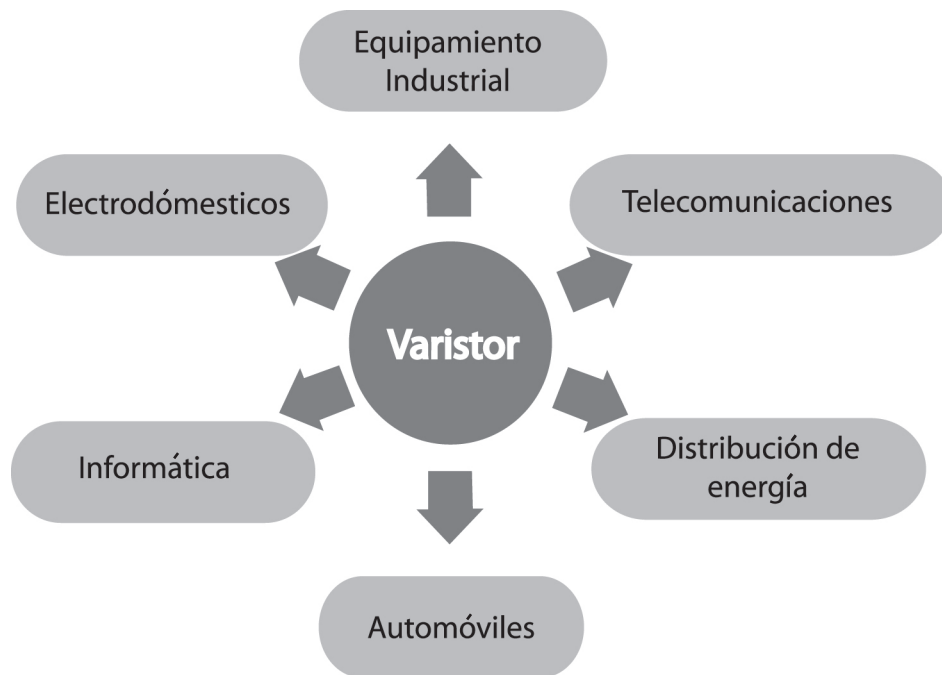 Equipamiento
Industrial
Electrodómesticos
Telecomunicaciones
Varistor
Informática
Distribución de
energía
Automóviles